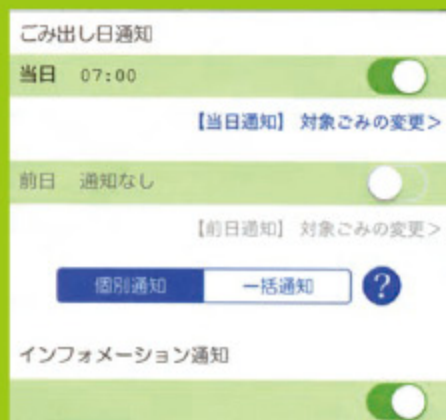 ごみ出し日通知
当日 07:00
【当日通知】 対象ごみの変更>
前日 通知なし
【前日通知】 対象ごみの変更>
個別通知 一括通知 ?
インフォメーション通知